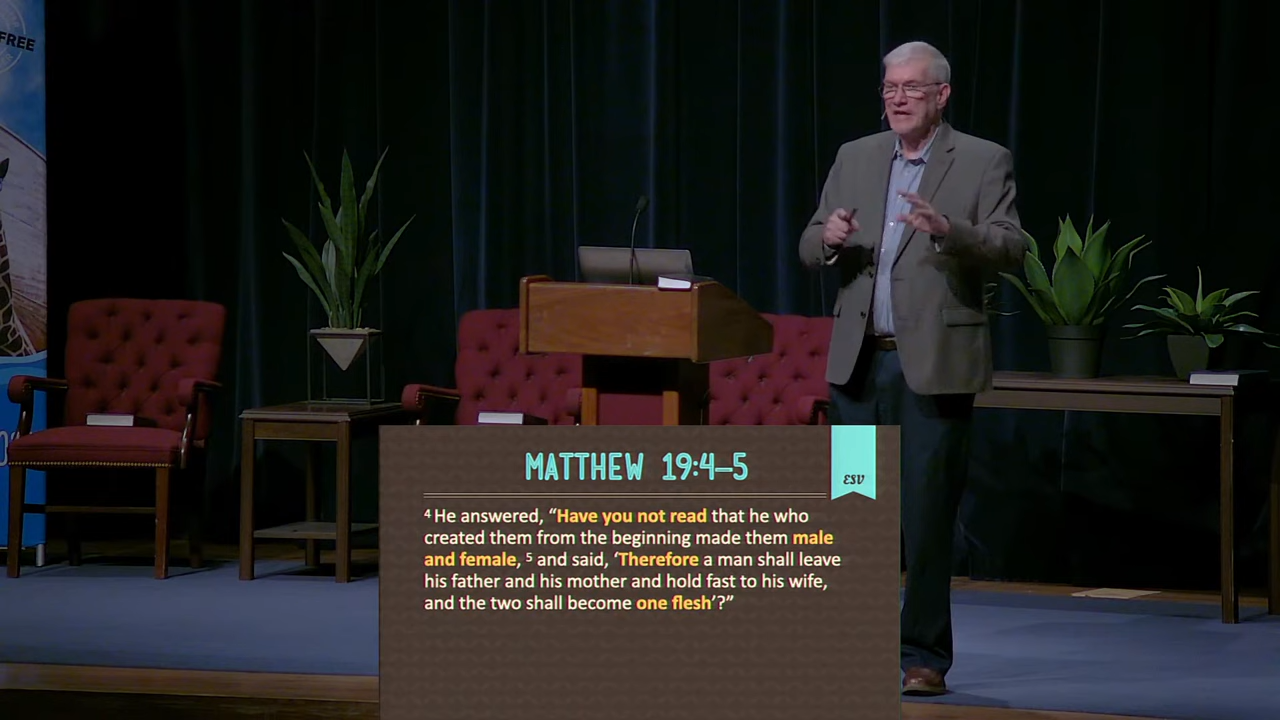 FREE
MATTHEW 19:4–5
ESV
⁴ He answered, “Have you not read that he who
created them from the beginning made them male
and female, ⁵ and said, ‘Therefore a man shall leave
his father and his mother and hold fast to his wife,
and the two shall become one flesh’?”